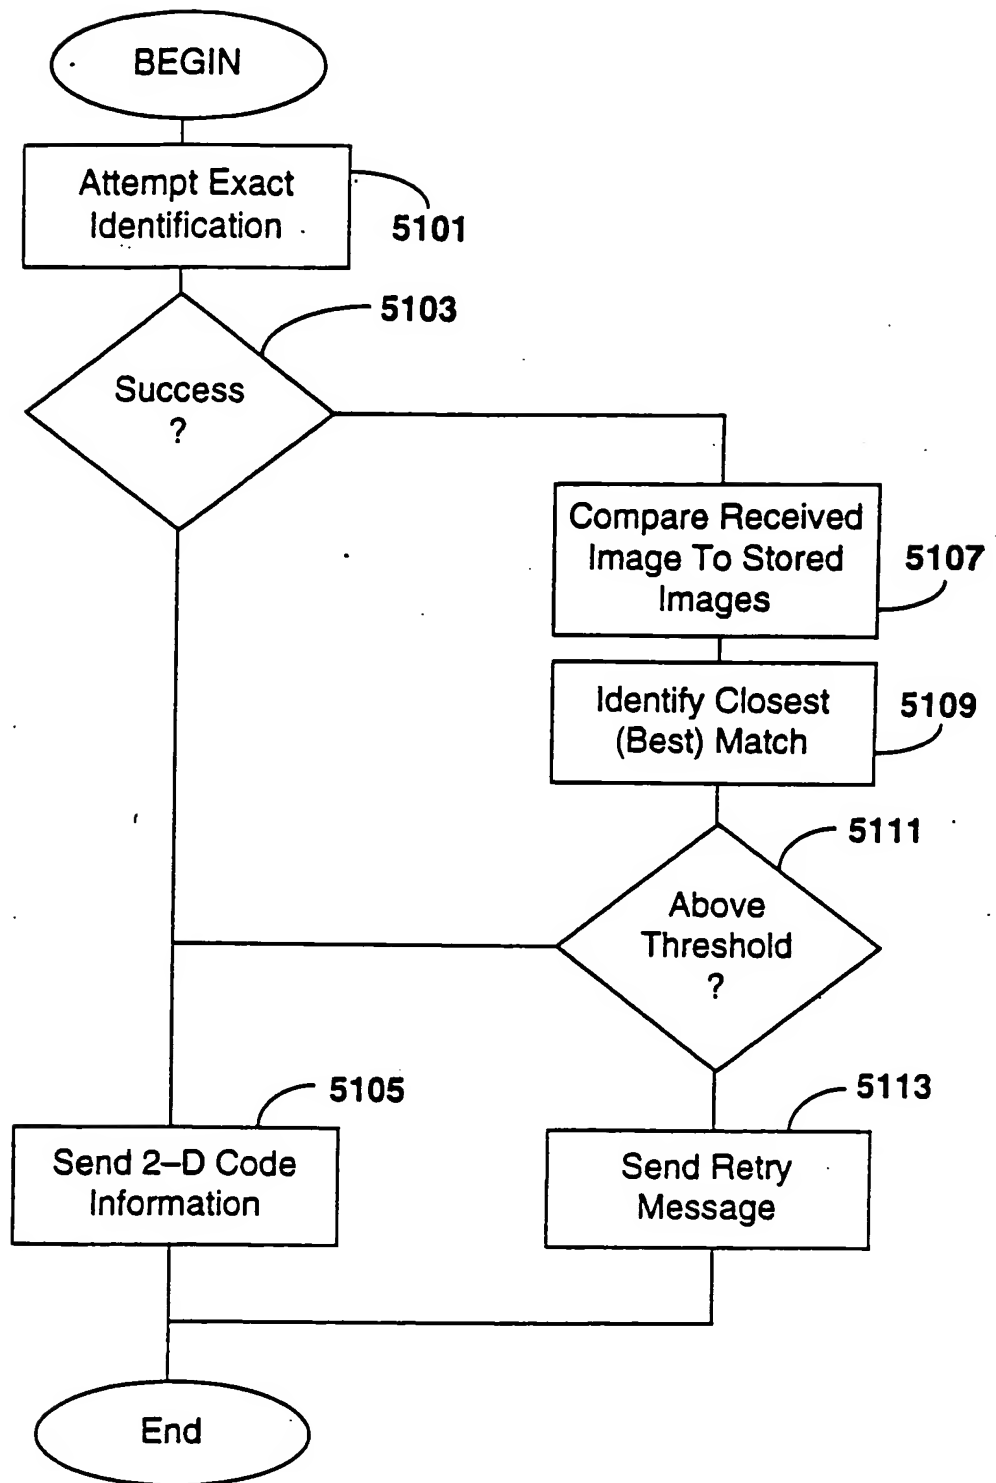 BEGIN
Attempt Exact
Identification
5101
5103
Success
?
Compare Received
Image To Stored
Images
5107
Identify Closest
(Best) Match
5109
5111
Above
Threshold
?
5105
Send 2–D Code
Information
5113
Send Retry
Message
End